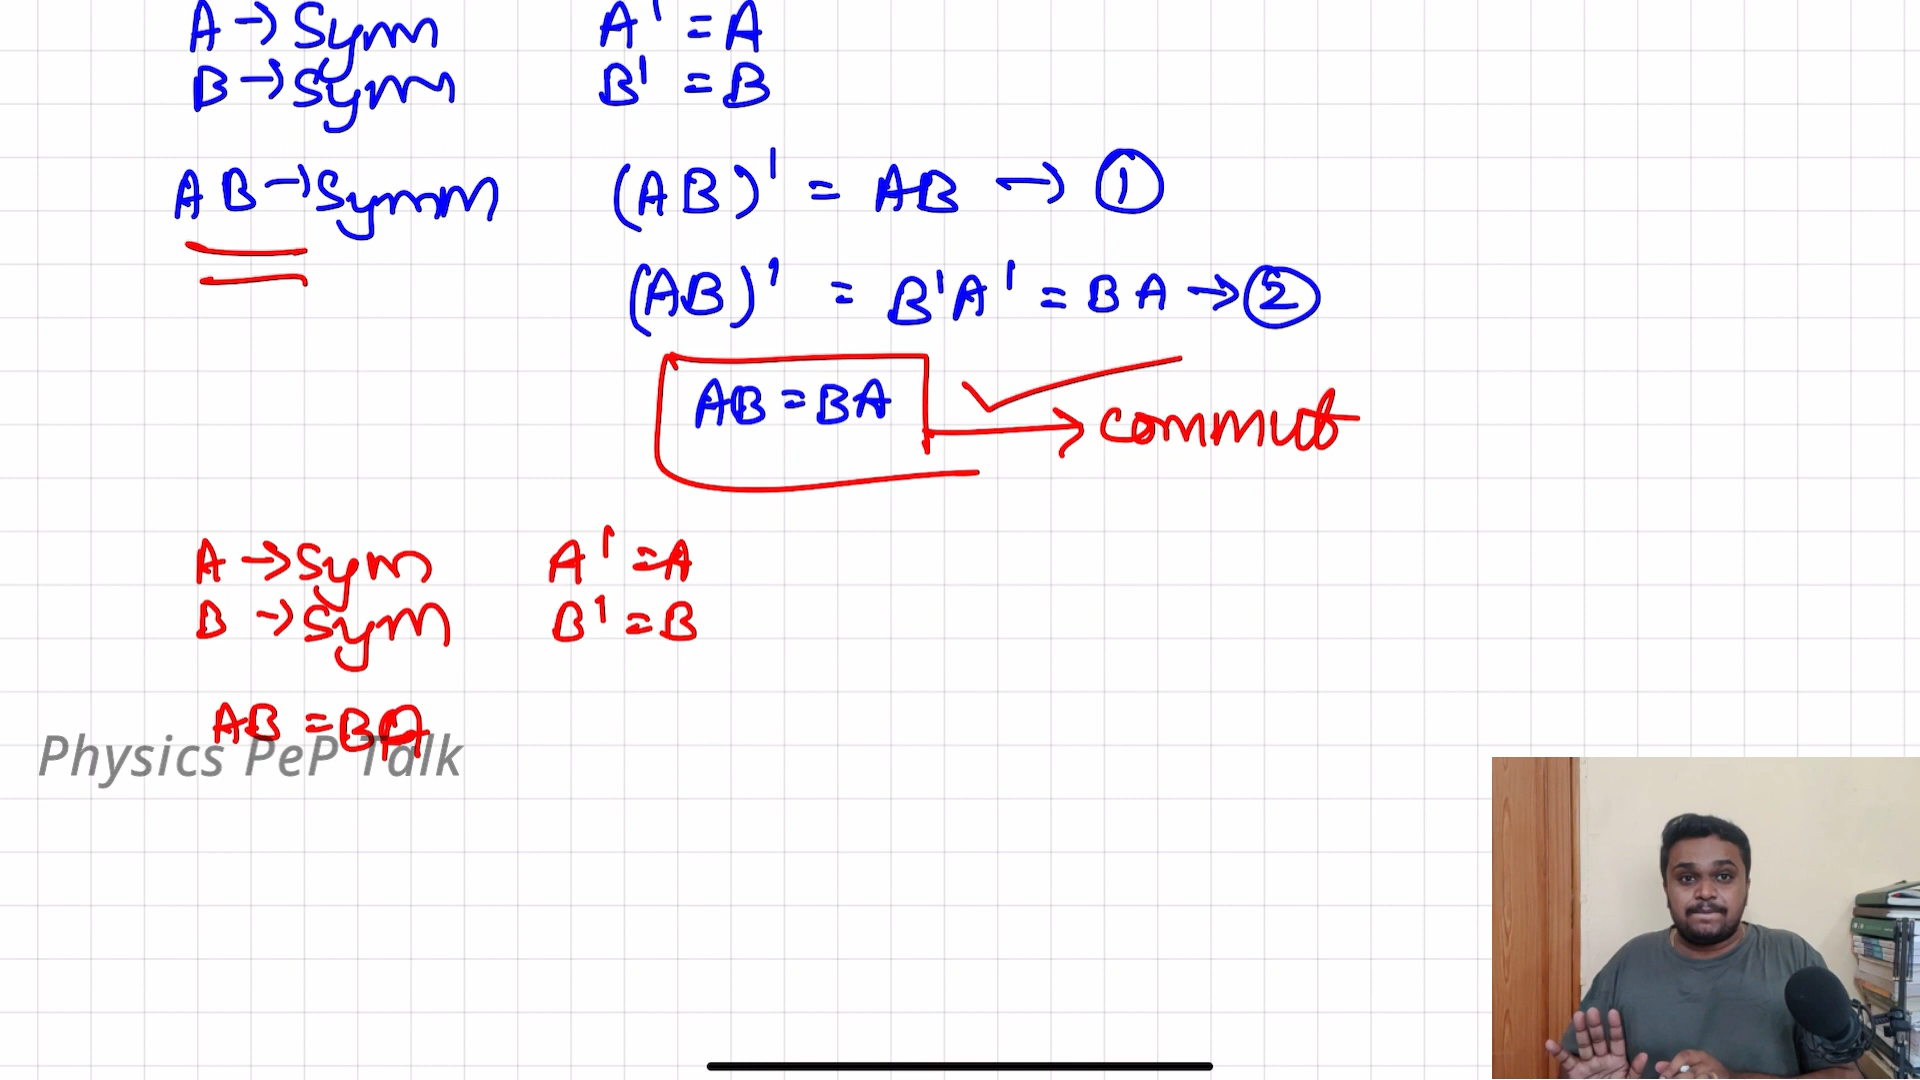 A → Sym A' = A
B → Sym B' = B
AB → Symm (AB)' = AB → 1
(AB)' = B'A' = BA → 2
AB = BA → commut
A → Sym A' = A
B → Sym B' = B
AB = BA
Physics PeP Talk